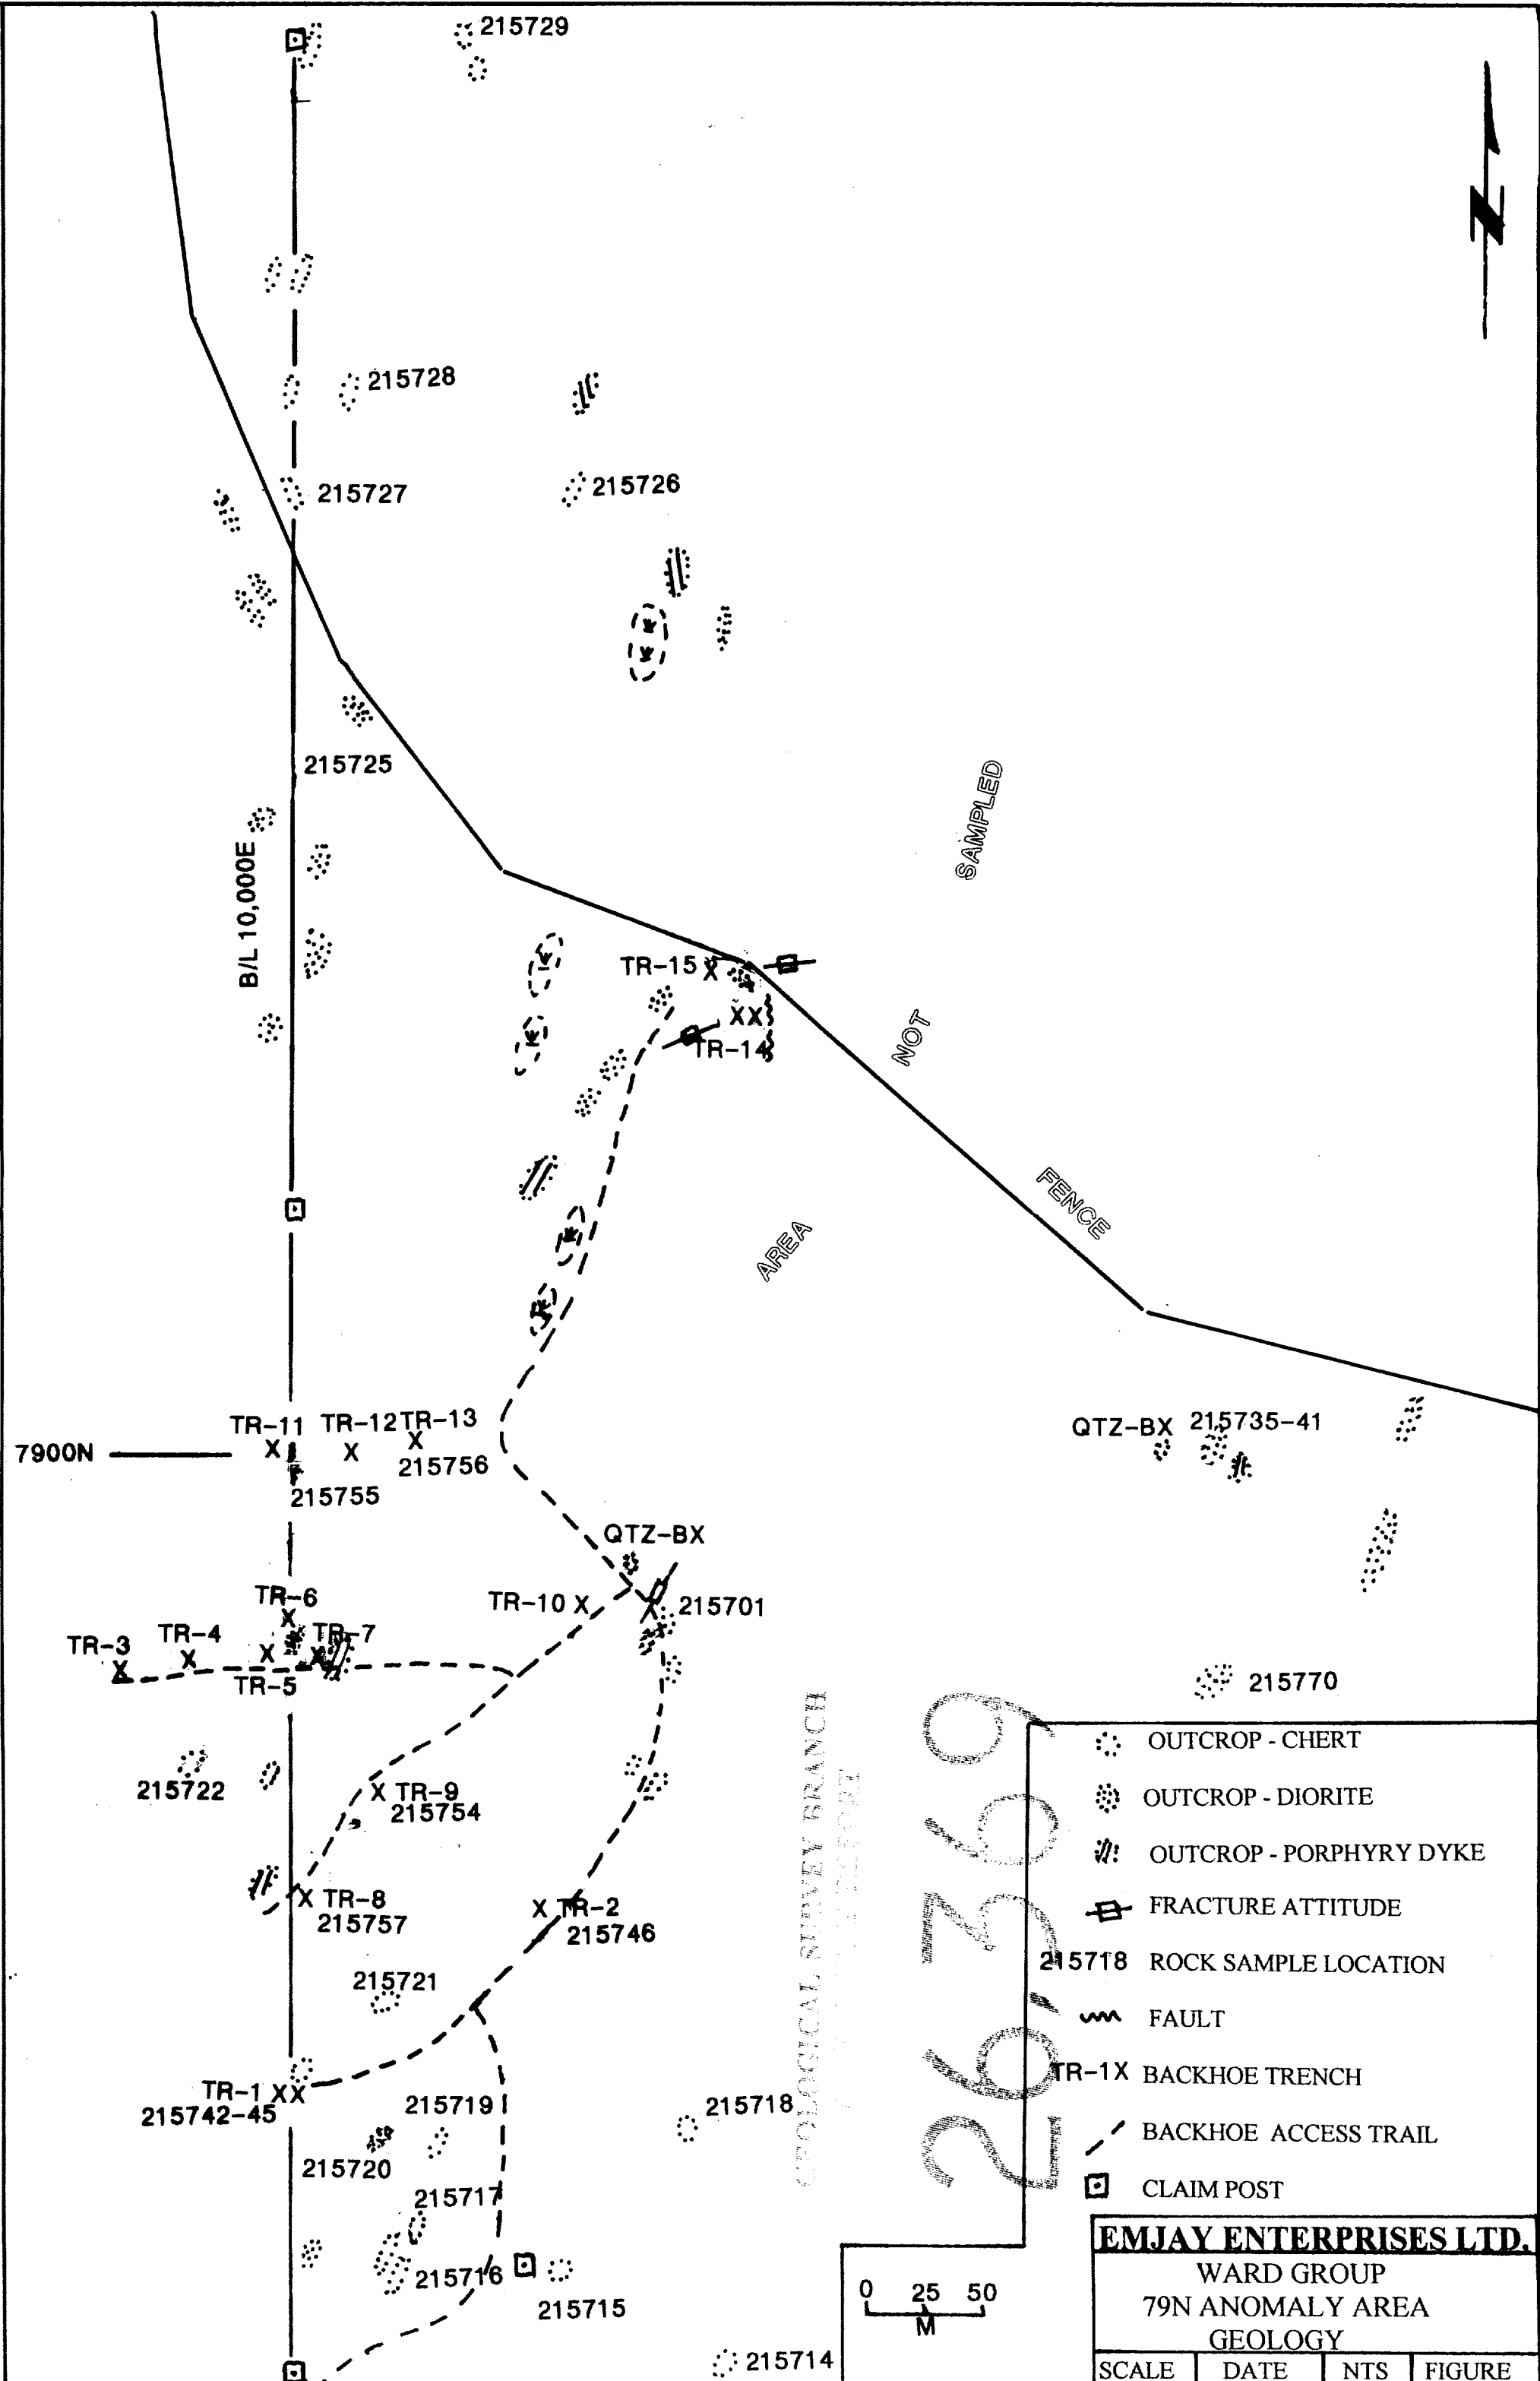 215729
N
215728
215727
215726
215725
B/L 10,000E
SAMPLED
NOT
AREA
FENCE
TR-15
TR-14
TR-11
TR-12
TR-13
7900N
215756
215755
QTZ-BX
215735-41
QTZ-BX
TR-10
215701
TR-6
TR-3
TR-4
TR-7
TR-5
215770
215722
TR-9
215754
TR-8
215757
TR-2
215746
215721
TR-1
215742-45
215719
215718
215720
215717
215716
215715
215714
GEOLOGICAL SURVEY BRANCH
26,369
OUTCROP - CHERT
OUTCROP - DIORITE
OUTCROP - PORPHYRY DYKE
FRACTURE ATTITUDE
215718 ROCK SAMPLE LOCATION
FAULT
TR-1X BACKHOE TRENCH
BACKHOE ACCESS TRAIL
CLAIM POST
0 25 50
M
EMJAY ENTERPRISES LTD.
WARD GROUP
79N ANOMALY AREA
GEOLOGY
SCALE DATE NTS FIGURE